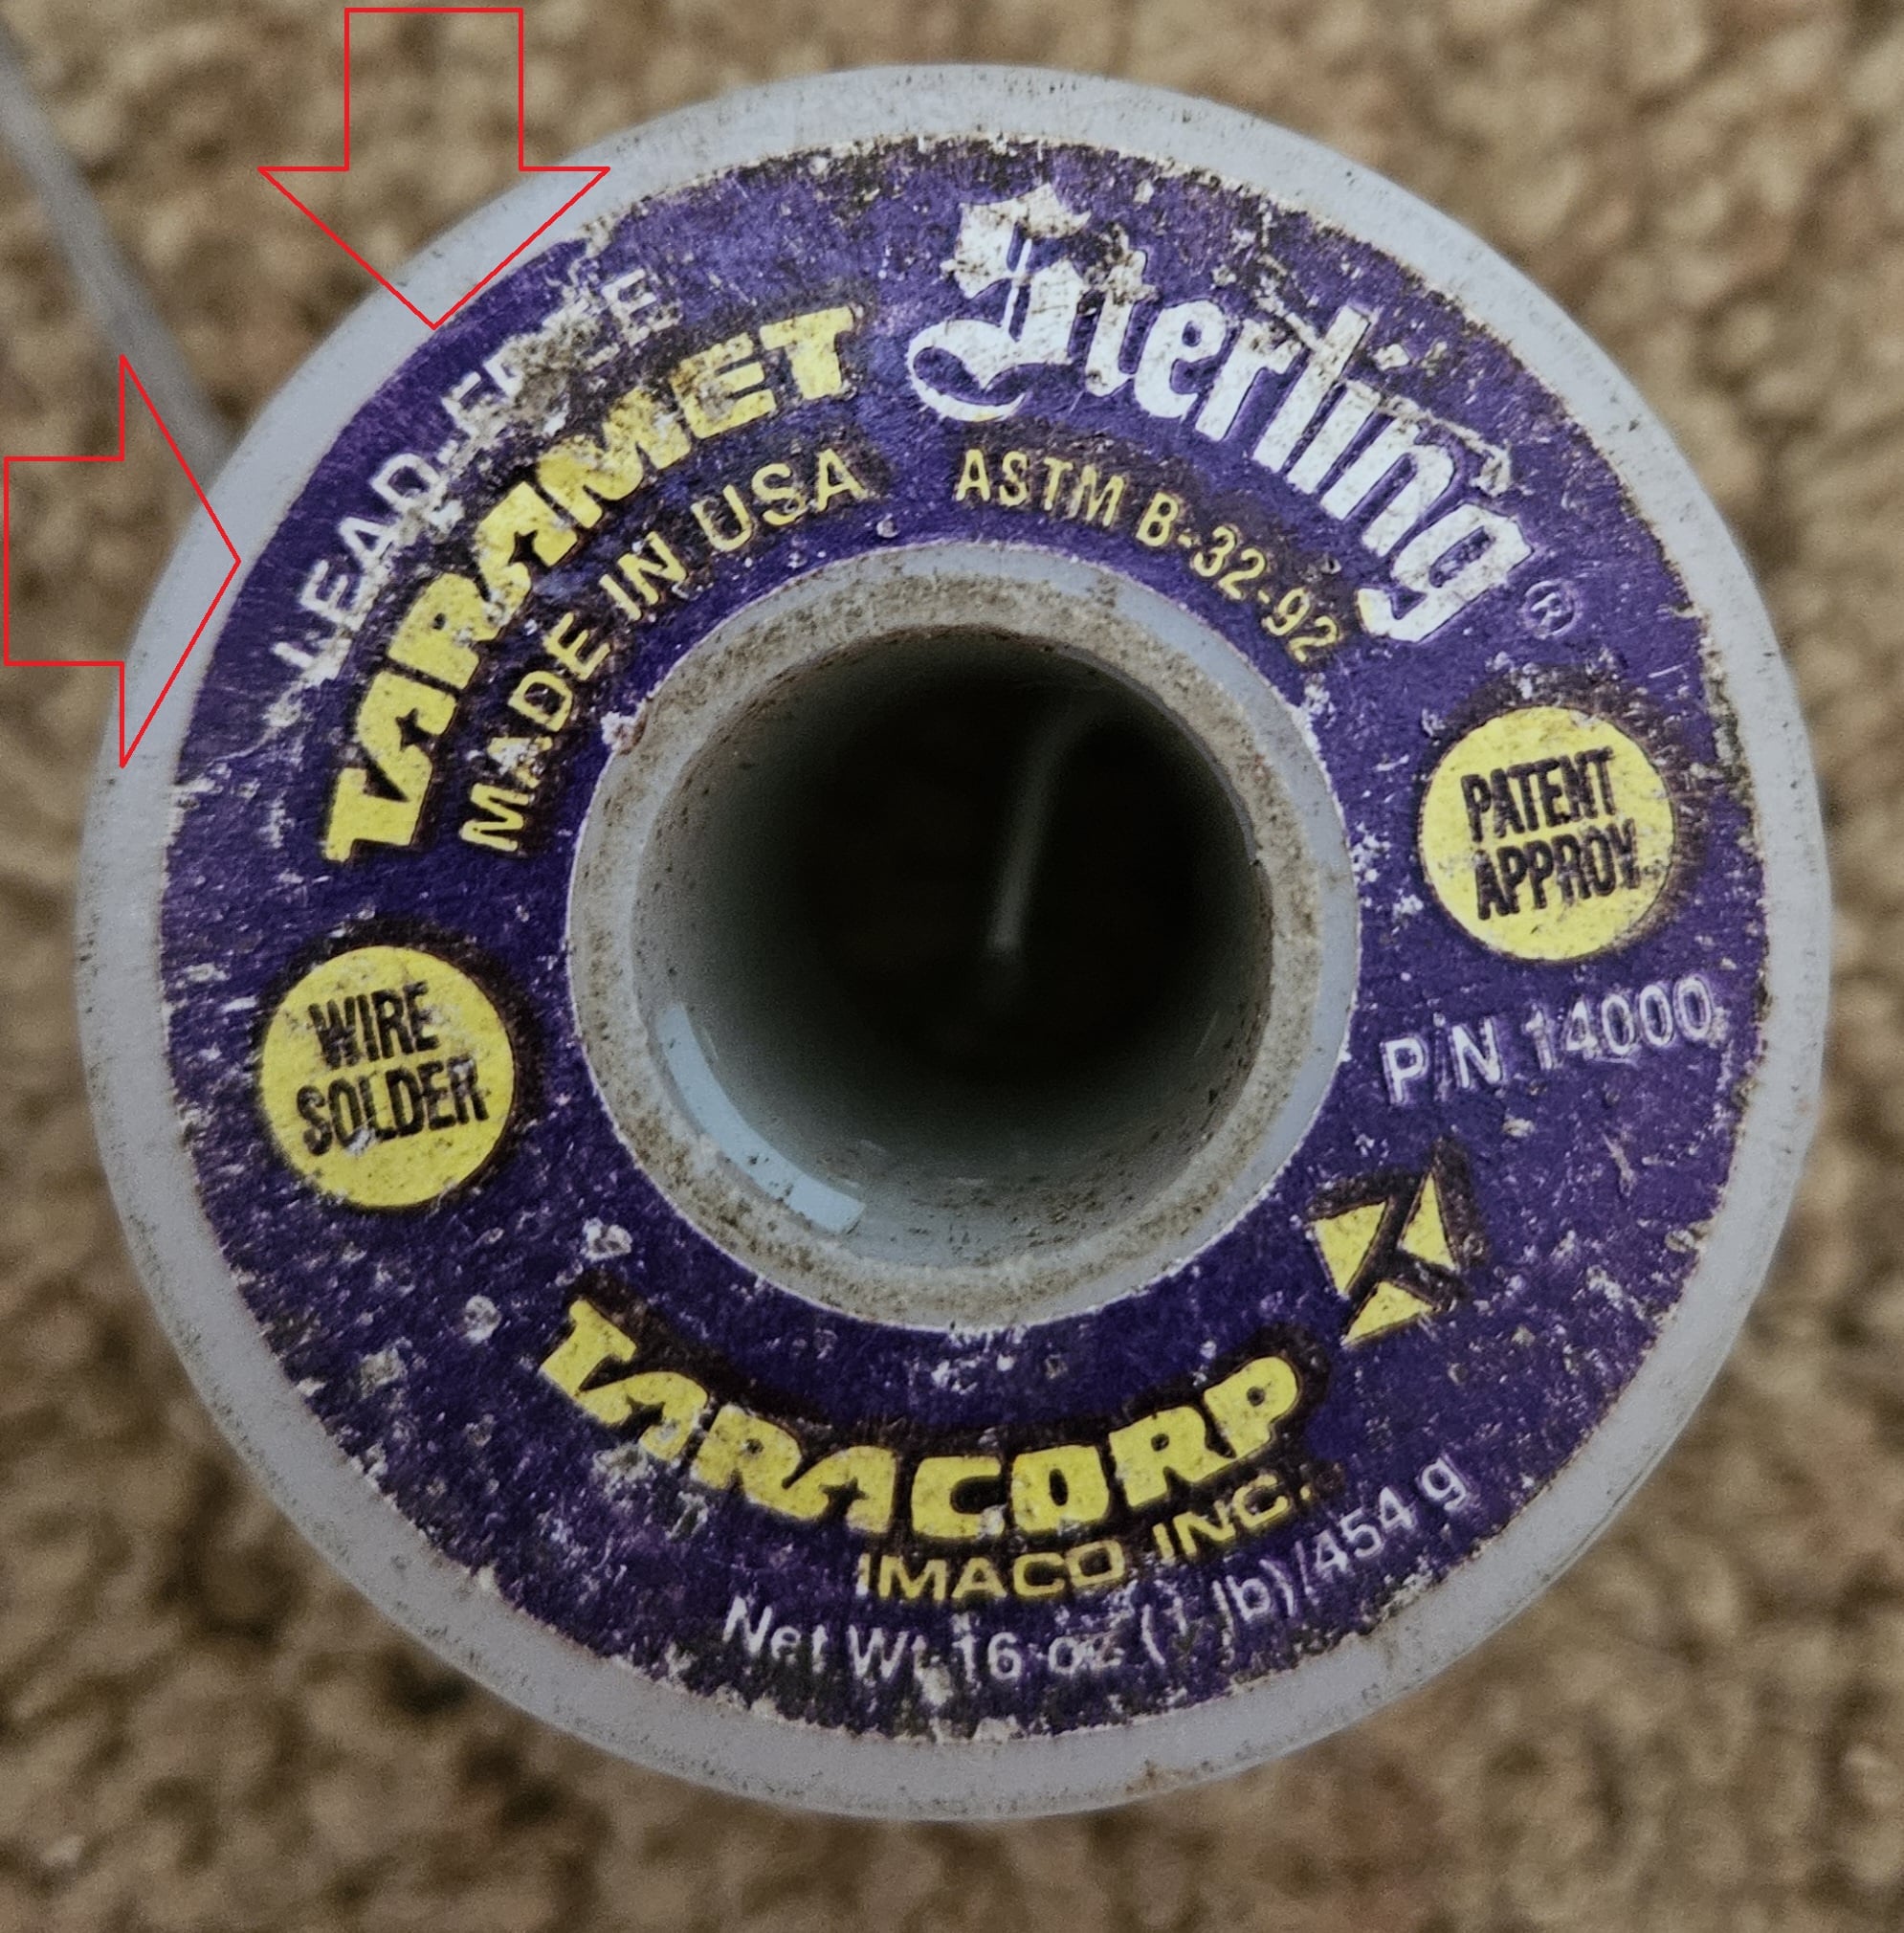 LEAD-FREE
TARAMET
MADE IN USA
Sterling®
ASTM B-32-92
PATENT
APPROV.
P/N 14000
WIRE
SOLDER
TARACORP
IMACO INC.
Net Wt 16 oz (1 lb)/454 g